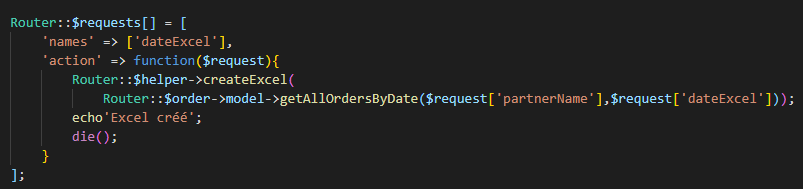 Router::$requests[] = [
    'names' => ['dateExcel'],
    'action' => function($request){
        Router::$helper->createExcel(
            Router::$order->model->getAllOrdersByDate($request['partnerName'],$request['dateExcel']));
        echo'Excel créé';
        die();
    }
];